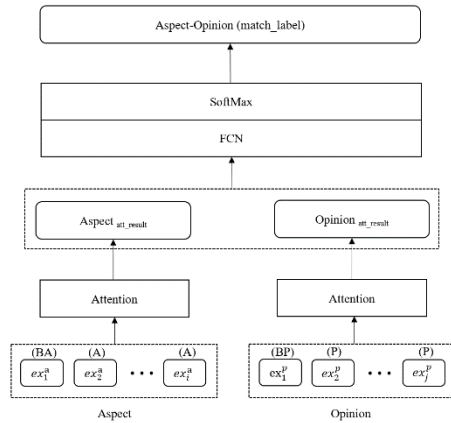 Aspect-Opinion (match_label)
SoftMax
FCN
Aspect att_result Opinion att_result
Attention Attention
(BA) (A) (A) (BP) (P) (P)
ex₁ᵃ ex₂ᵃ • • • exᵢᵃ ex₁ᵖ ex₂ᵖ • • • exⱼᵖ
Aspect Opinion